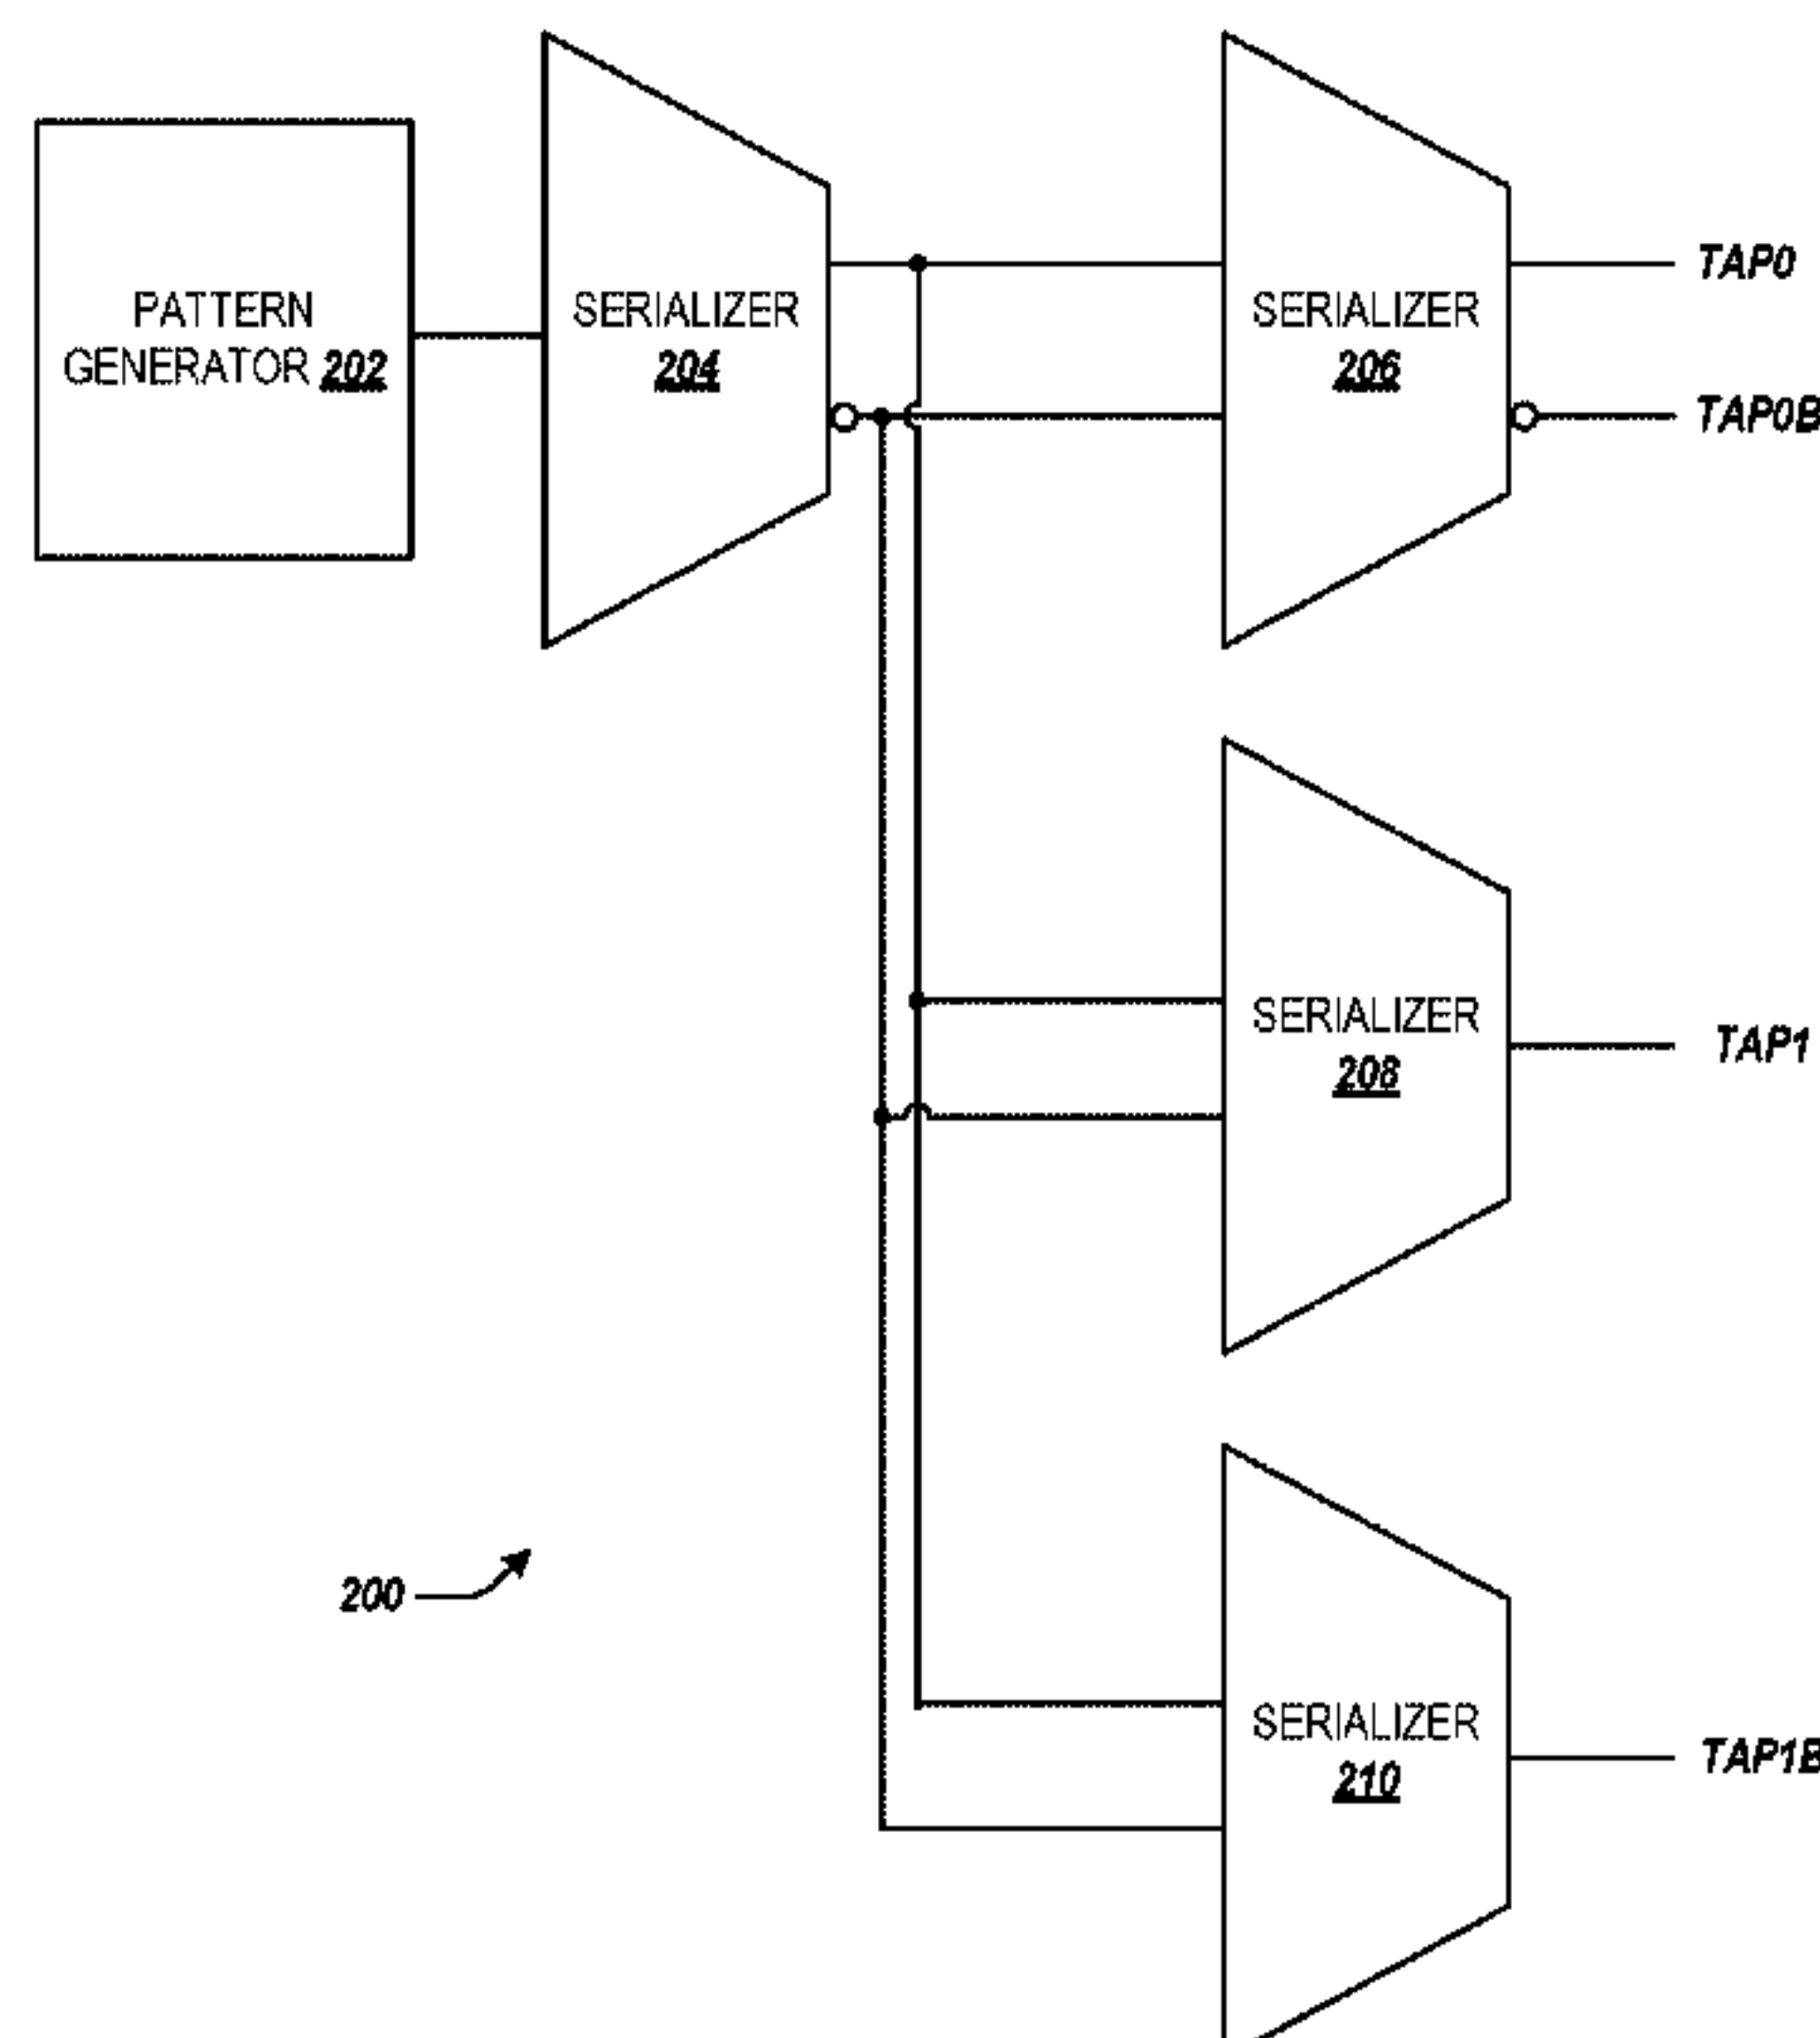 PATTERN
GENERATOR 202
SERIALIZER
204
SERIALIZER
206
TAP0
TAP0B
SERIALIZER
208
TAP1
200
SERIALIZER
210
TAP1B